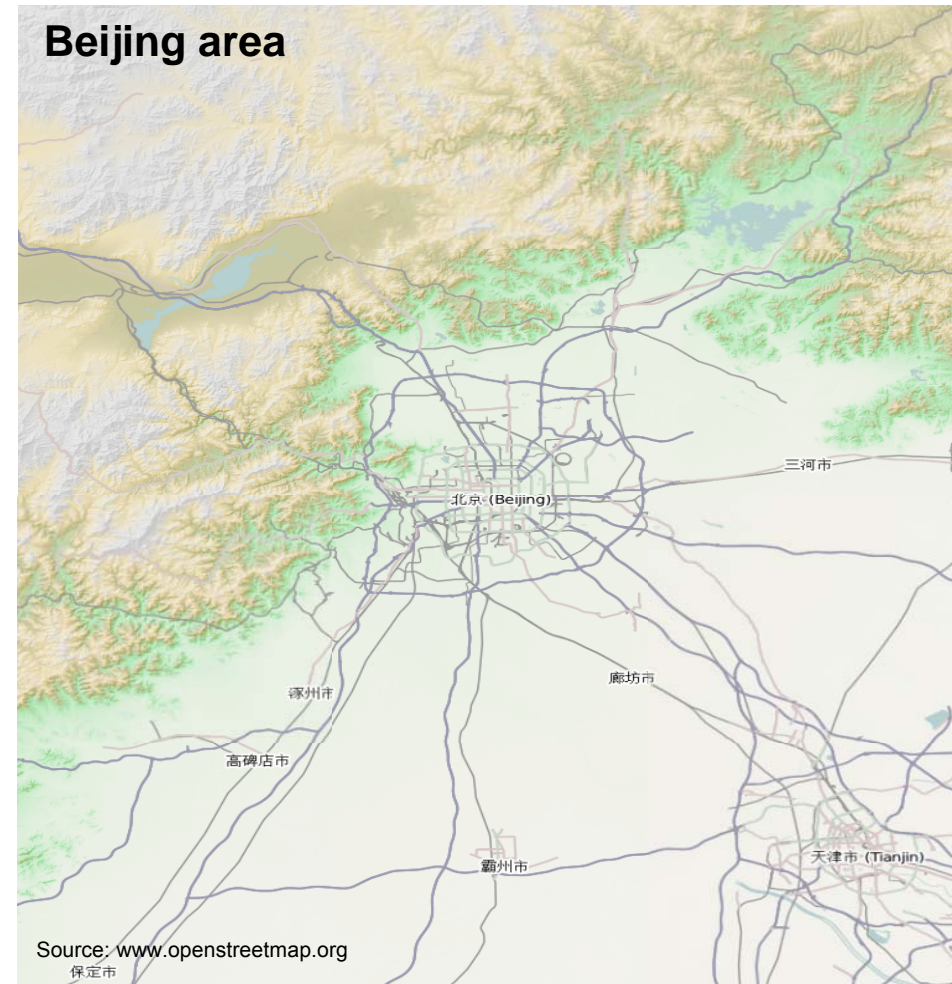 Beijing area
三河市
北京 (Beijing)
廊坊市
涿州市
高碑店市
天津市 (Tianjin)
霸州市
Source: www.openstreetmap.org
保定市